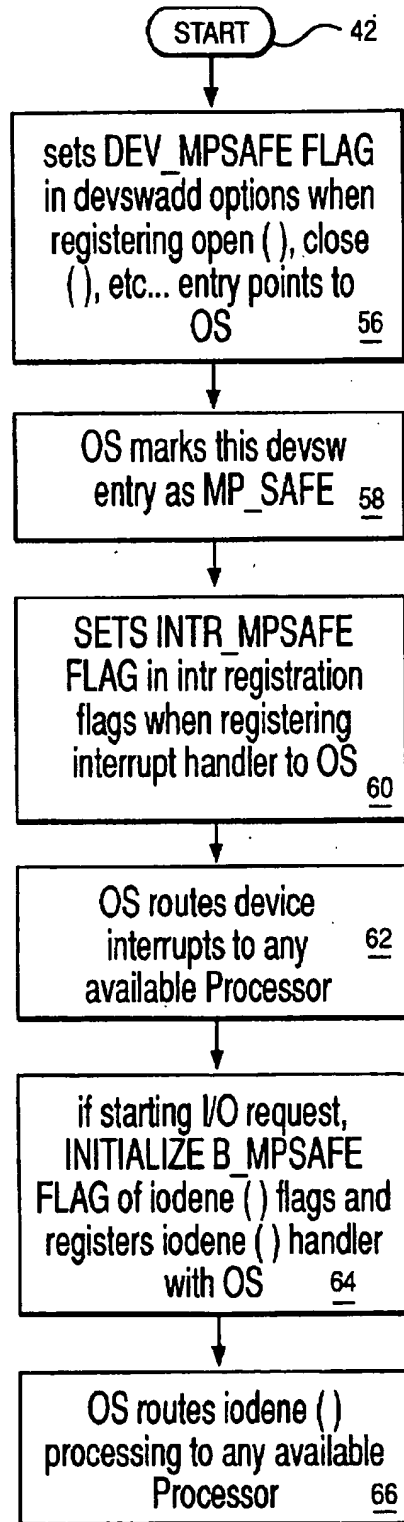 START
42
sets DEV_MPSAFE FLAG
in devswadd options when
registering open ( ), close
( ), etc... entry points to
OS
56
OS marks this devsw
entry as MP_SAFE
58
SETS INTR_MPSAFE
FLAG in intr registration
flags when registering
interrupt handler to OS
60
OS routes device
interrupts to any
available Processor
62
if starting I/O request,
INITIALIZE B_MPSAFE
FLAG of iodene ( ) flags and
registers iodene ( ) handler
with OS
64
OS routes iodene ( )
processing to any available
Processor
66